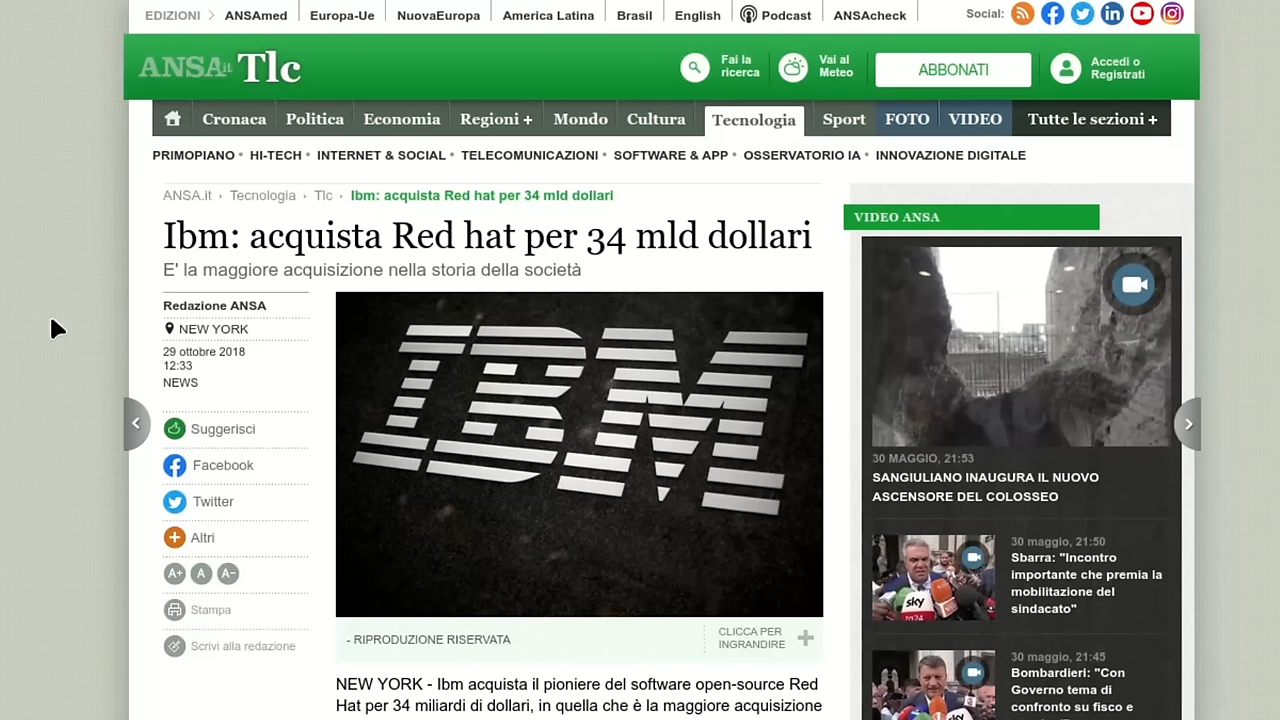 EDIZIONI
ANSAmed
Europa-Ue
NuovaEuropa
America Latina
Brasil
English
Podcast
ANSAcheck
Social:
ANSA.it Tlc
Fai la
ricerca
Vai al
Meteo
ABBONATI
Accedi o
Registrati
Cronaca
Politica
Economia
Regioni +
Mondo
Cultura
Tecnologia
Sport
FOTO
VIDEO
Tutte le sezioni +
PRIMOPIANO • HI-TECH • INTERNET & SOCIAL • TELECOMUNICAZIONI • SOFTWARE & APP • OSSERVATORIO IA • INNOVAZIONE DIGITALE
ANSA.it › Tecnologia › Tlc › Ibm: acquista Red hat per 34 mld dollari
Ibm: acquista Red hat per 34 mld dollari
E' la maggiore acquisizione nella storia della società
Redazione ANSA
NEW YORK
29 ottobre 2018
12:33
NEWS
Suggerisci
Facebook
Twitter
Altri
A+ A A-
Stampa
Scrivi alla redazione
IBM
- RIPRODUZIONE RISERVATA
CLICCA PER
INGRANDIRE
NEW YORK - Ibm acquista il pioniere del software open-source Red
Hat per 34 miliardi di dollari, in quella che è la maggiore acquisizione
VIDEO ANSA
30 MAGGIO, 21:53
SANGIULIANO INAUGURA IL NUOVO
ASCENSORE DEL COLOSSEO
30 maggio, 21:50
Sbarra: "Incontro
importante che premia la
mobilitazione del
sindacato"
sky
tg24
30 maggio, 21:45
Bombardieri: "Con
Governo tema di
confronto su fisco e